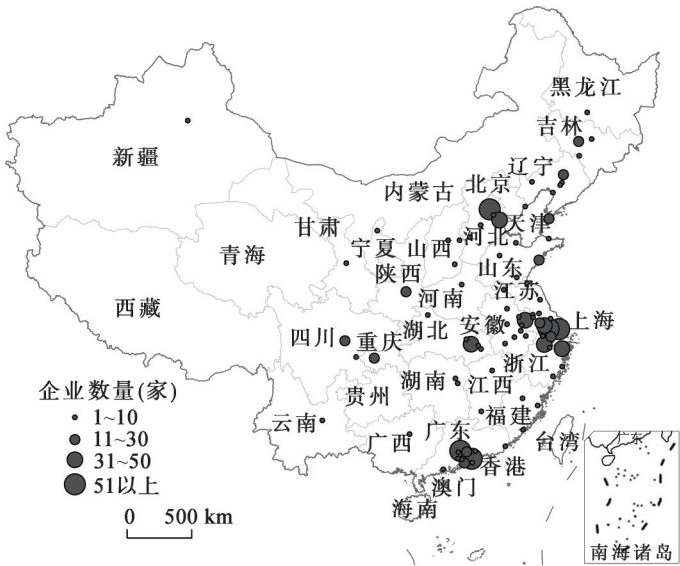 黑龙江
吉林
新疆
辽宁
北京
内蒙古
甘肃
天津
宁夏
山西
河北
青海
陕西
山东
河南
江苏
西藏
四川
重庆
湖北
安徽
上海
浙江
企业数量(家)
1~10
11~30
31~50
51以上
贵州
湖南
江西
云南
福建
广西
广东
台湾
香港
澳门
海南
0 500 km
广东
南海诸岛